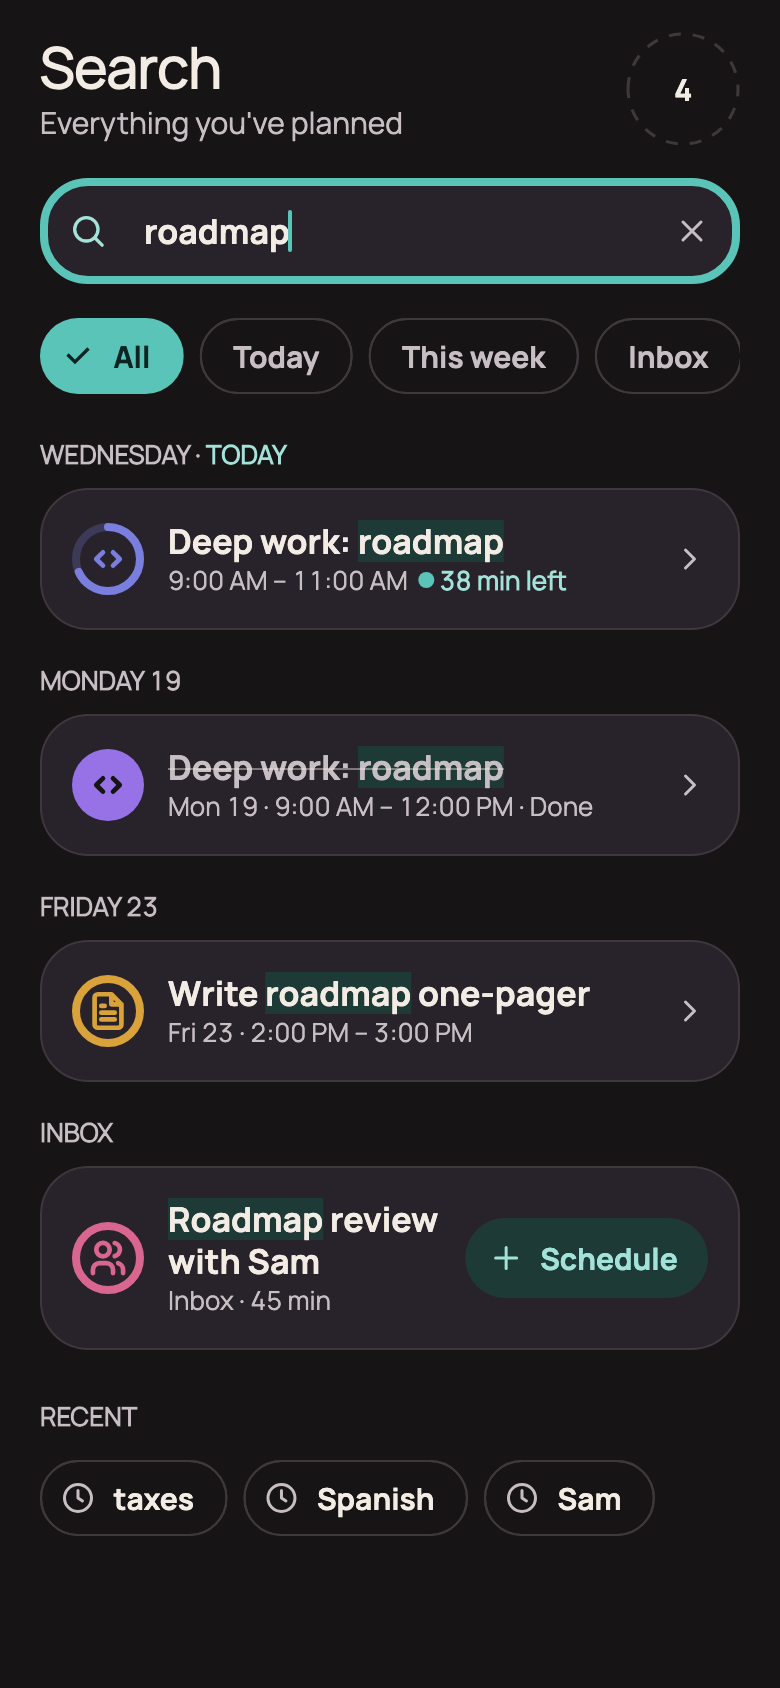 Search
4
Everything you've planned
roadmap
All
Today
This week
Inbox
WEDNESDAY · TODAY
Deep work: roadmap
9:00 AM – 11:00 AM ● 38 min left
MONDAY 19
Deep work: roadmap
Mon 19 · 9:00 AM – 12:00 PM · Done
FRIDAY 23
Write roadmap one-pager
Fri 23 · 2:00 PM – 3:00 PM
INBOX
Roadmap review
with Sam
Inbox · 45 min
Schedule
RECENT
taxes
Spanish
Sam